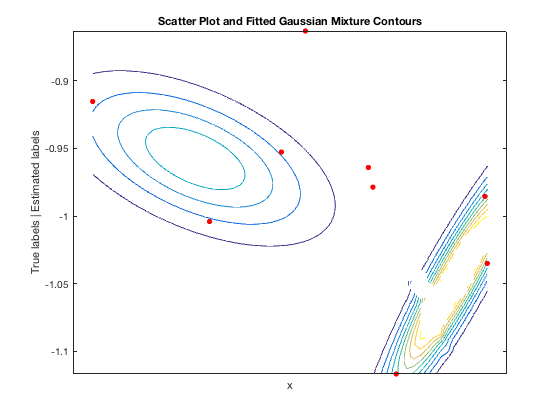 Scatter Plot and Fitted Gaussian Mixture Contours
-0.9
-0.95
-1
-1.05
-1.1
True labels | Estimated labels
x